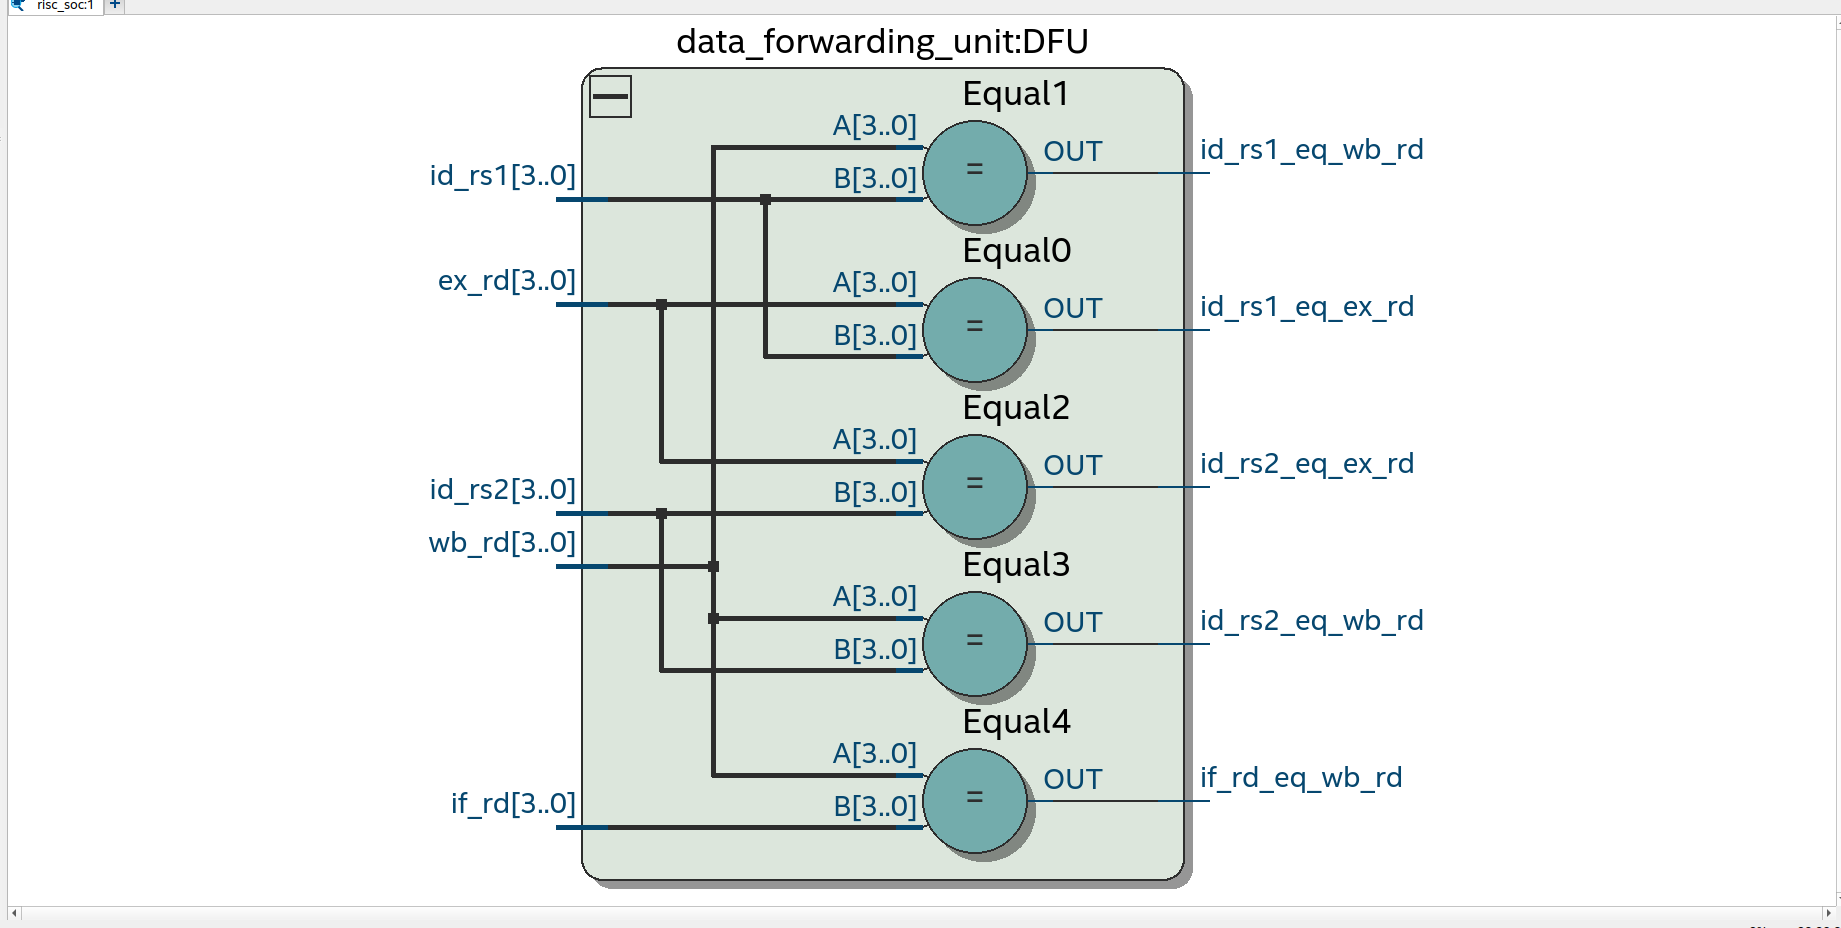 risc_soc:1
data_forwarding_unit:DFU
Equal1
A[3..0]
id_rs1[3..0]
B[3..0]
=
OUT
id_rs1_eq_wb_rd
Equal0
ex_rd[3..0]
A[3..0]
B[3..0]
=
OUT
id_rs1_eq_ex_rd
Equal2
A[3..0]
id_rs2[3..0]
B[3..0]
=
OUT
id_rs2_eq_ex_rd
wb_rd[3..0]
Equal3
A[3..0]
B[3..0]
=
OUT
id_rs2_eq_wb_rd
Equal4
A[3..0]
if_rd[3..0]
B[3..0]
=
OUT
if_rd_eq_wb_rd